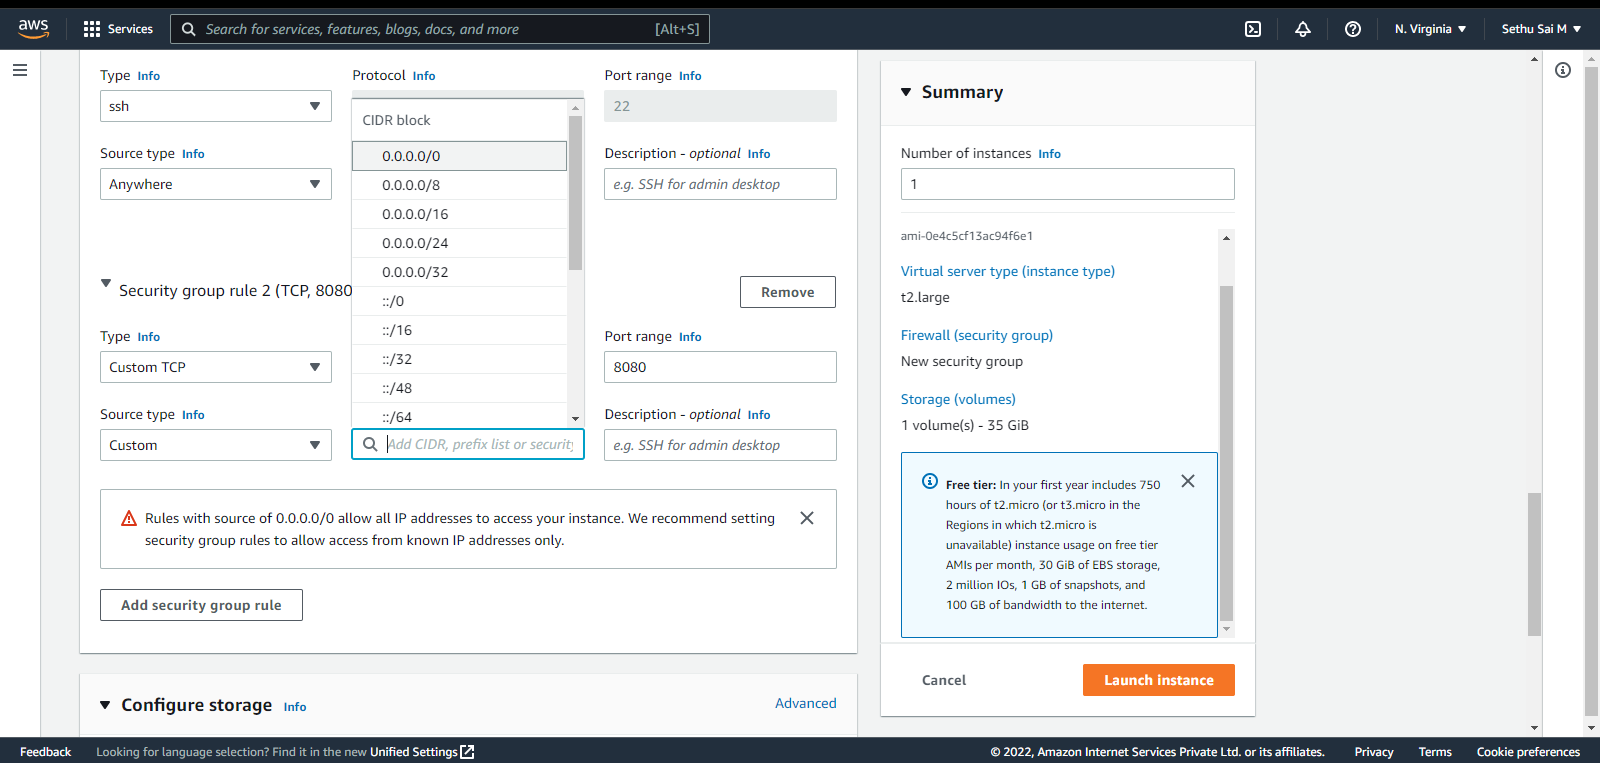 aws
Services
Search for services, features, blogs, docs, and more
[Alt+S]
N. Virginia
Sethu Sai M
Type Info
Protocol Info
Port range Info
ssh
22
CIDR block
0.0.0.0/0
0.0.0.0/8
0.0.0.0/16
0.0.0.0/24
0.0.0.0/32
::/0
::/16
::/32
::/48
::/64
Source type Info
Description - optional Info
Anywhere
e.g. SSH for admin desktop
Security group rule 2 (TCP, 8080
Remove
Type Info
Port range Info
Custom TCP
8080
Source type Info
Description - optional Info
Custom
Add CIDR, prefix list or security
e.g. SSH for admin desktop
Rules with source of 0.0.0.0/0 allow all IP addresses to access your instance. We recommend setting
security group rules to allow access from known IP addresses only.
Add security group rule
Configure storage Info
Advanced
Summary
Number of instances Info
1
ami-0e4c5cf13ac94f6e1
Virtual server type (instance type)
t2.large
Firewall (security group)
New security group
Storage (volumes)
1 volume(s) - 35 GiB
Free tier: In your first year includes 750
hours of t2.micro (or t3.micro in the
Regions in which t2.micro is
unavailable) instance usage on free tier
AMIs per month, 30 GiB of EBS storage,
2 million IOs, 1 GB of snapshots, and
100 GB of bandwidth to the internet.
Cancel
Launch instance
Feedback
Looking for language selection? Find it in the new Unified Settings
© 2022, Amazon Internet Services Private Ltd. or its affiliates.
Privacy
Terms
Cookie preferences